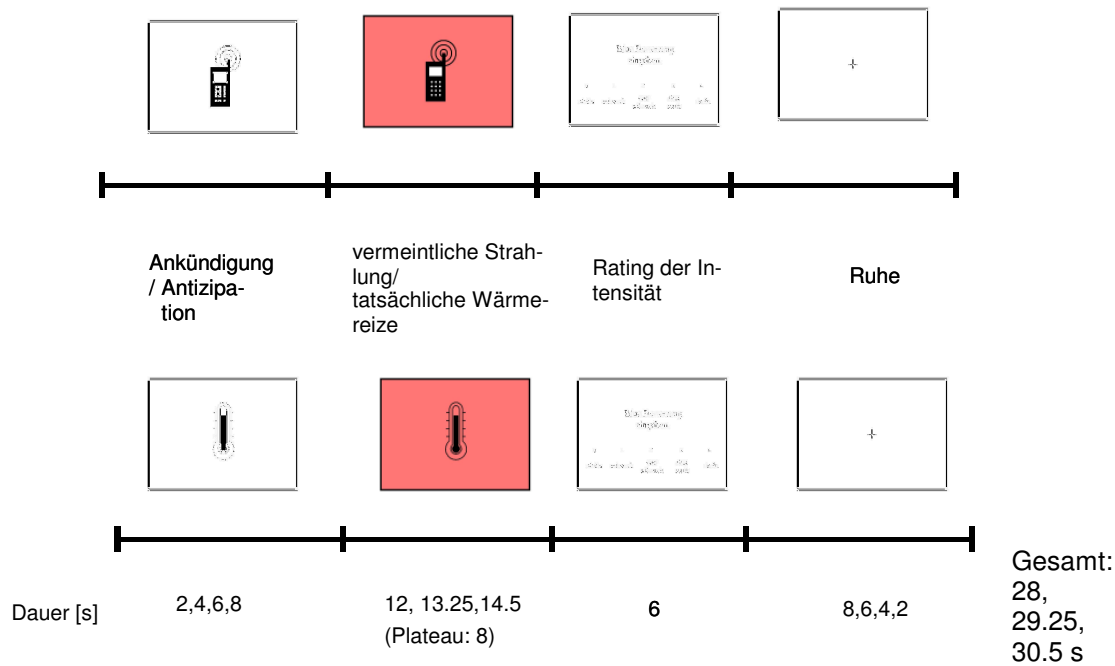 Ankündigung
/ Antizipa-
tion
vermeintliche Strah-
lung/
tatsächliche Wärme-
reize
Rating der In-
tensität
Ruhe
Dauer [s]
2,4,6,8
12, 13.25,14.5
(Plateau: 8)
6
8,6,4,2
Gesamt:
28,
29.25,
30.5 s